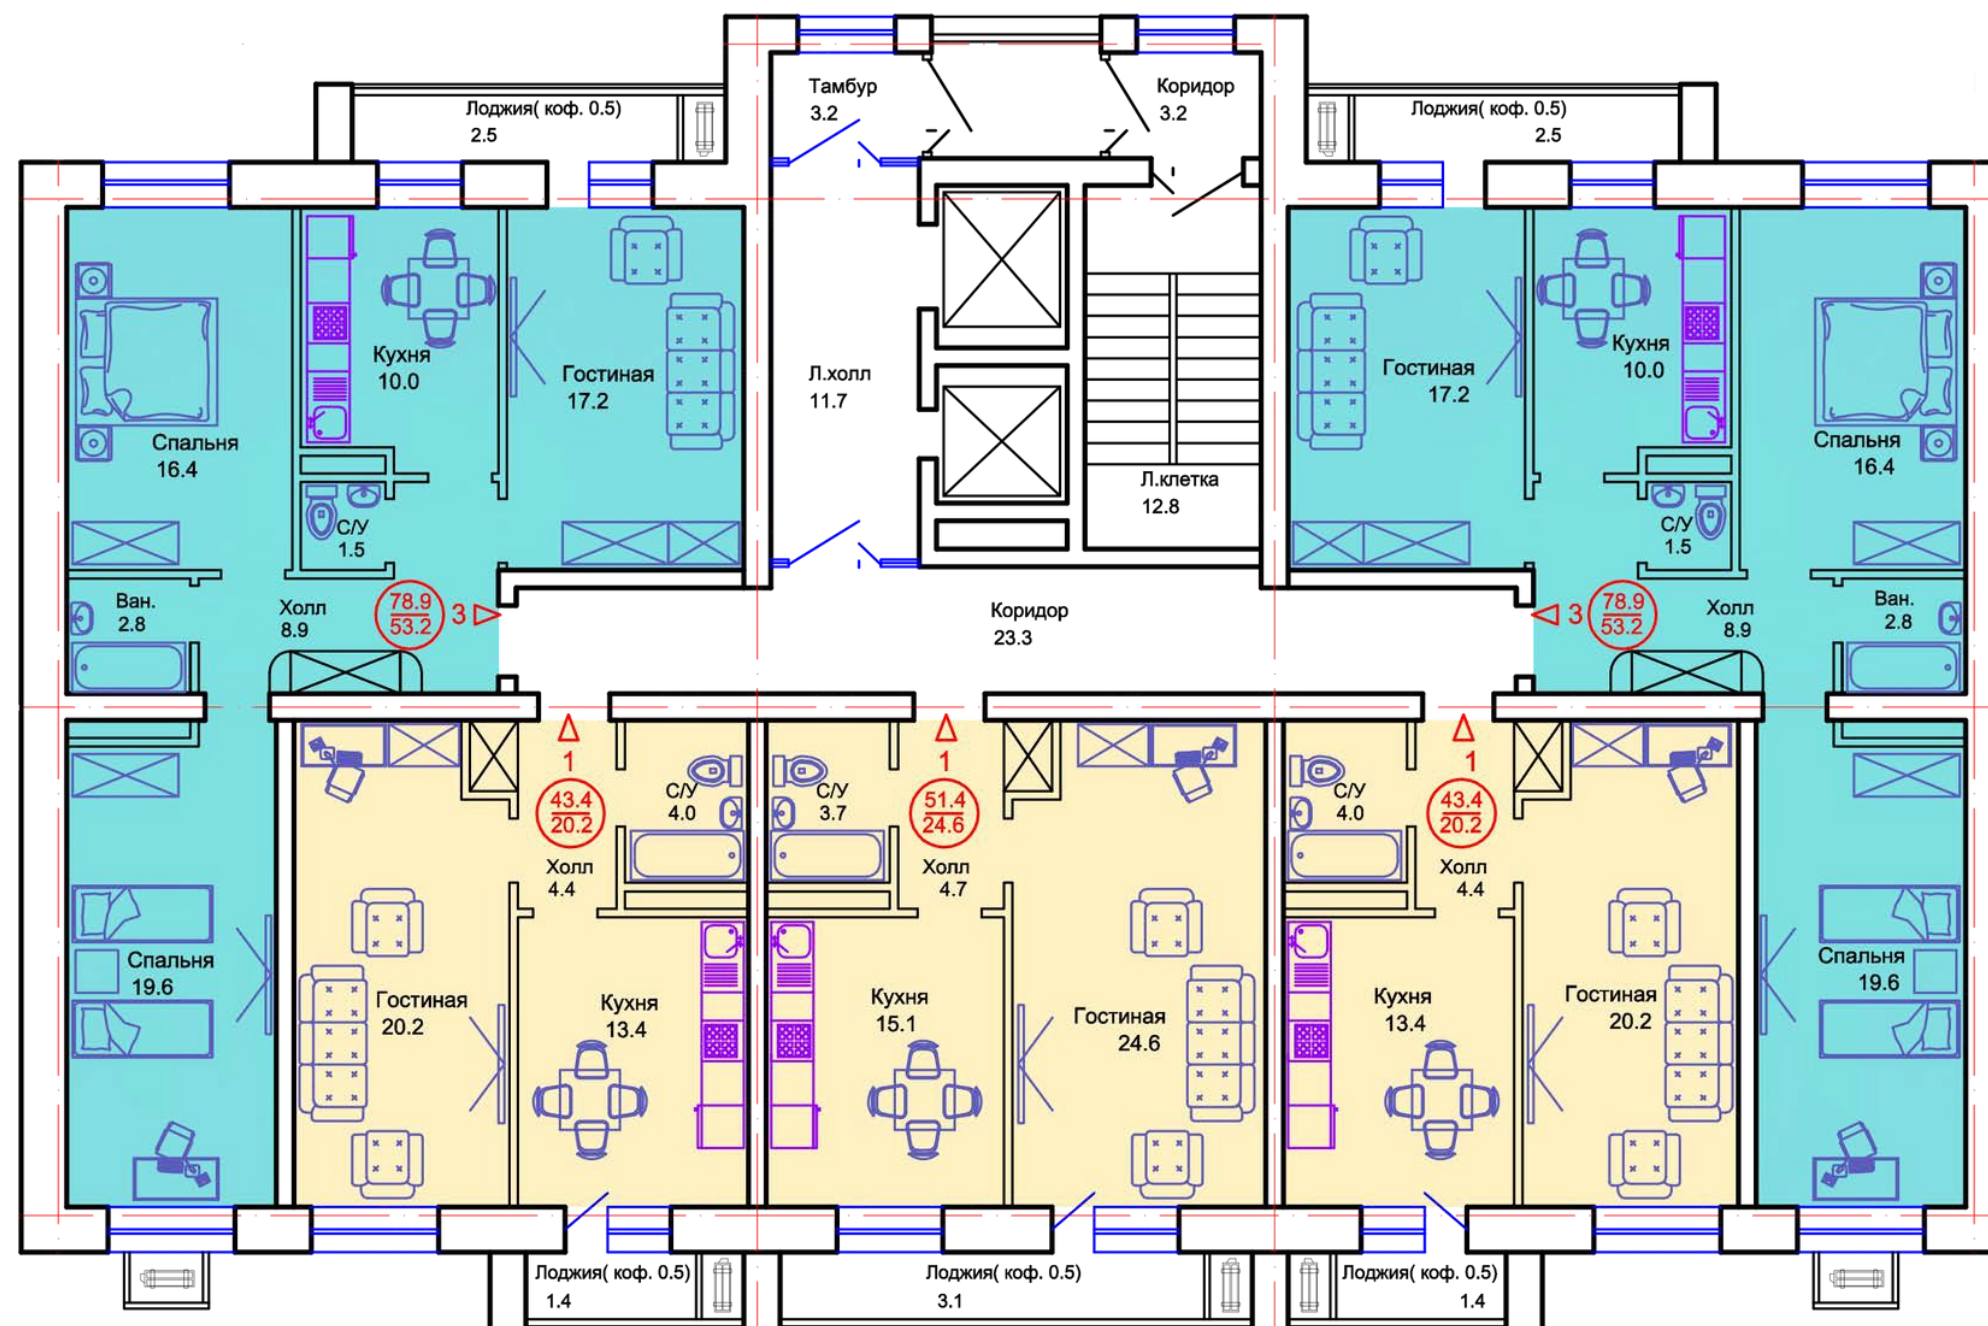 Тамбур
3.2
Коридор
3.2
Лоджия( коф. 0.5)
2.5
Лоджия( коф. 0.5)
2.5
Спальня
16.4
Кухня
10.0
Гостиная
17.2
Л.холл
11.7
Л.клетка
12.8
Гостиная
17.2
Кухня
10.0
Спальня
16.4
С/У
1.5
С/У
1.5
Ван.
2.8
Холл
8.9
78.9
53.2
3
Коридор
23.3
3
78.9
53.2
Холл
8.9
Ван.
2.8
1
43.4
20.2
С/У
4.0
Холл
4.4
С/У
3.7
1
51.4
24.6
Холл
4.7
С/У
4.0
1
43.4
20.2
Холл
4.4
Спальня
19.6
Гостиная
20.2
Кухня
13.4
Кухня
15.1
Гостиная
24.6
Кухня
13.4
Гостиная
20.2
Спальня
19.6
Лоджия( коф. 0.5)
1.4
Лоджия( коф. 0.5)
3.1
Лоджия( коф. 0.5)
1.4